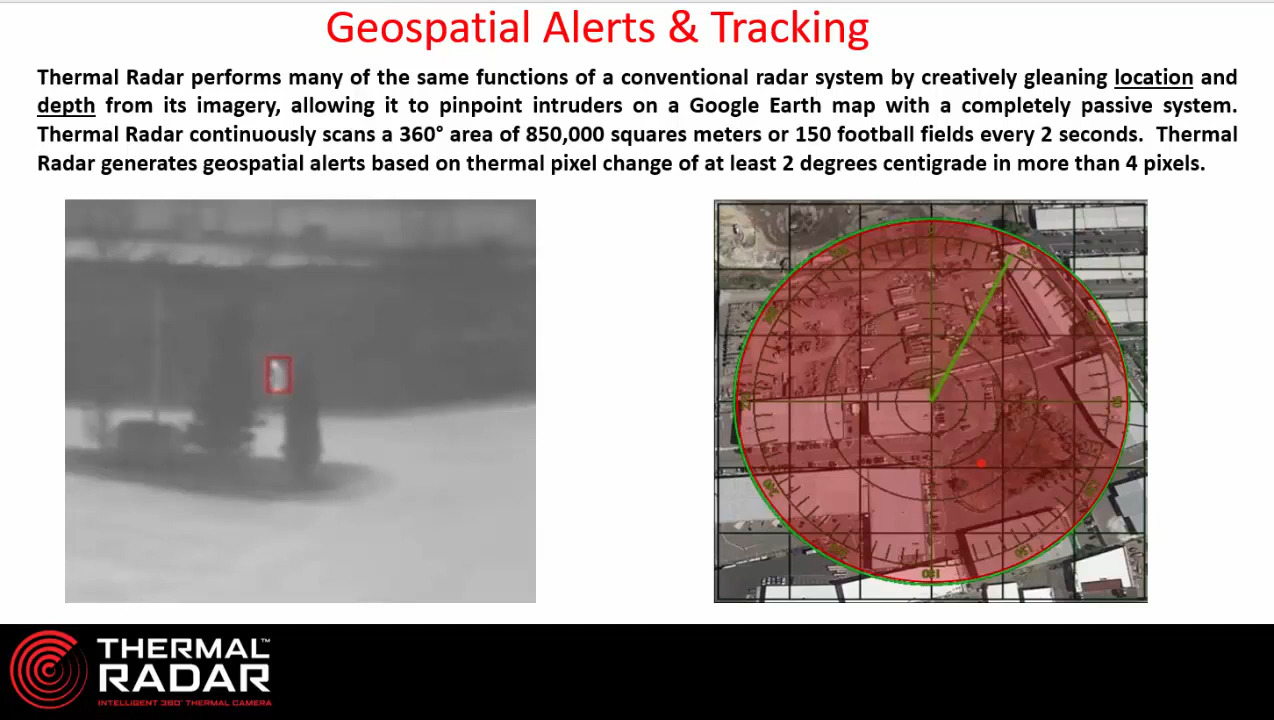 Geospatial Alerts & Tracking
Thermal Radar performs many of the same functions of a conventional radar system by creatively gleaning location and
depth from its imagery, allowing it to pinpoint intruders on a Google Earth map with a completely passive system.
Thermal Radar continuously scans a 360° area of 850,000 squares meters or 150 football fields every 2 seconds. Thermal
Radar generates geospatial alerts based on thermal pixel change of at least 2 degrees centigrade in more than 4 pixels.
0
90
180
THERMAL™
RADAR
INTELLIGENT 360° THERMAL CAMERA